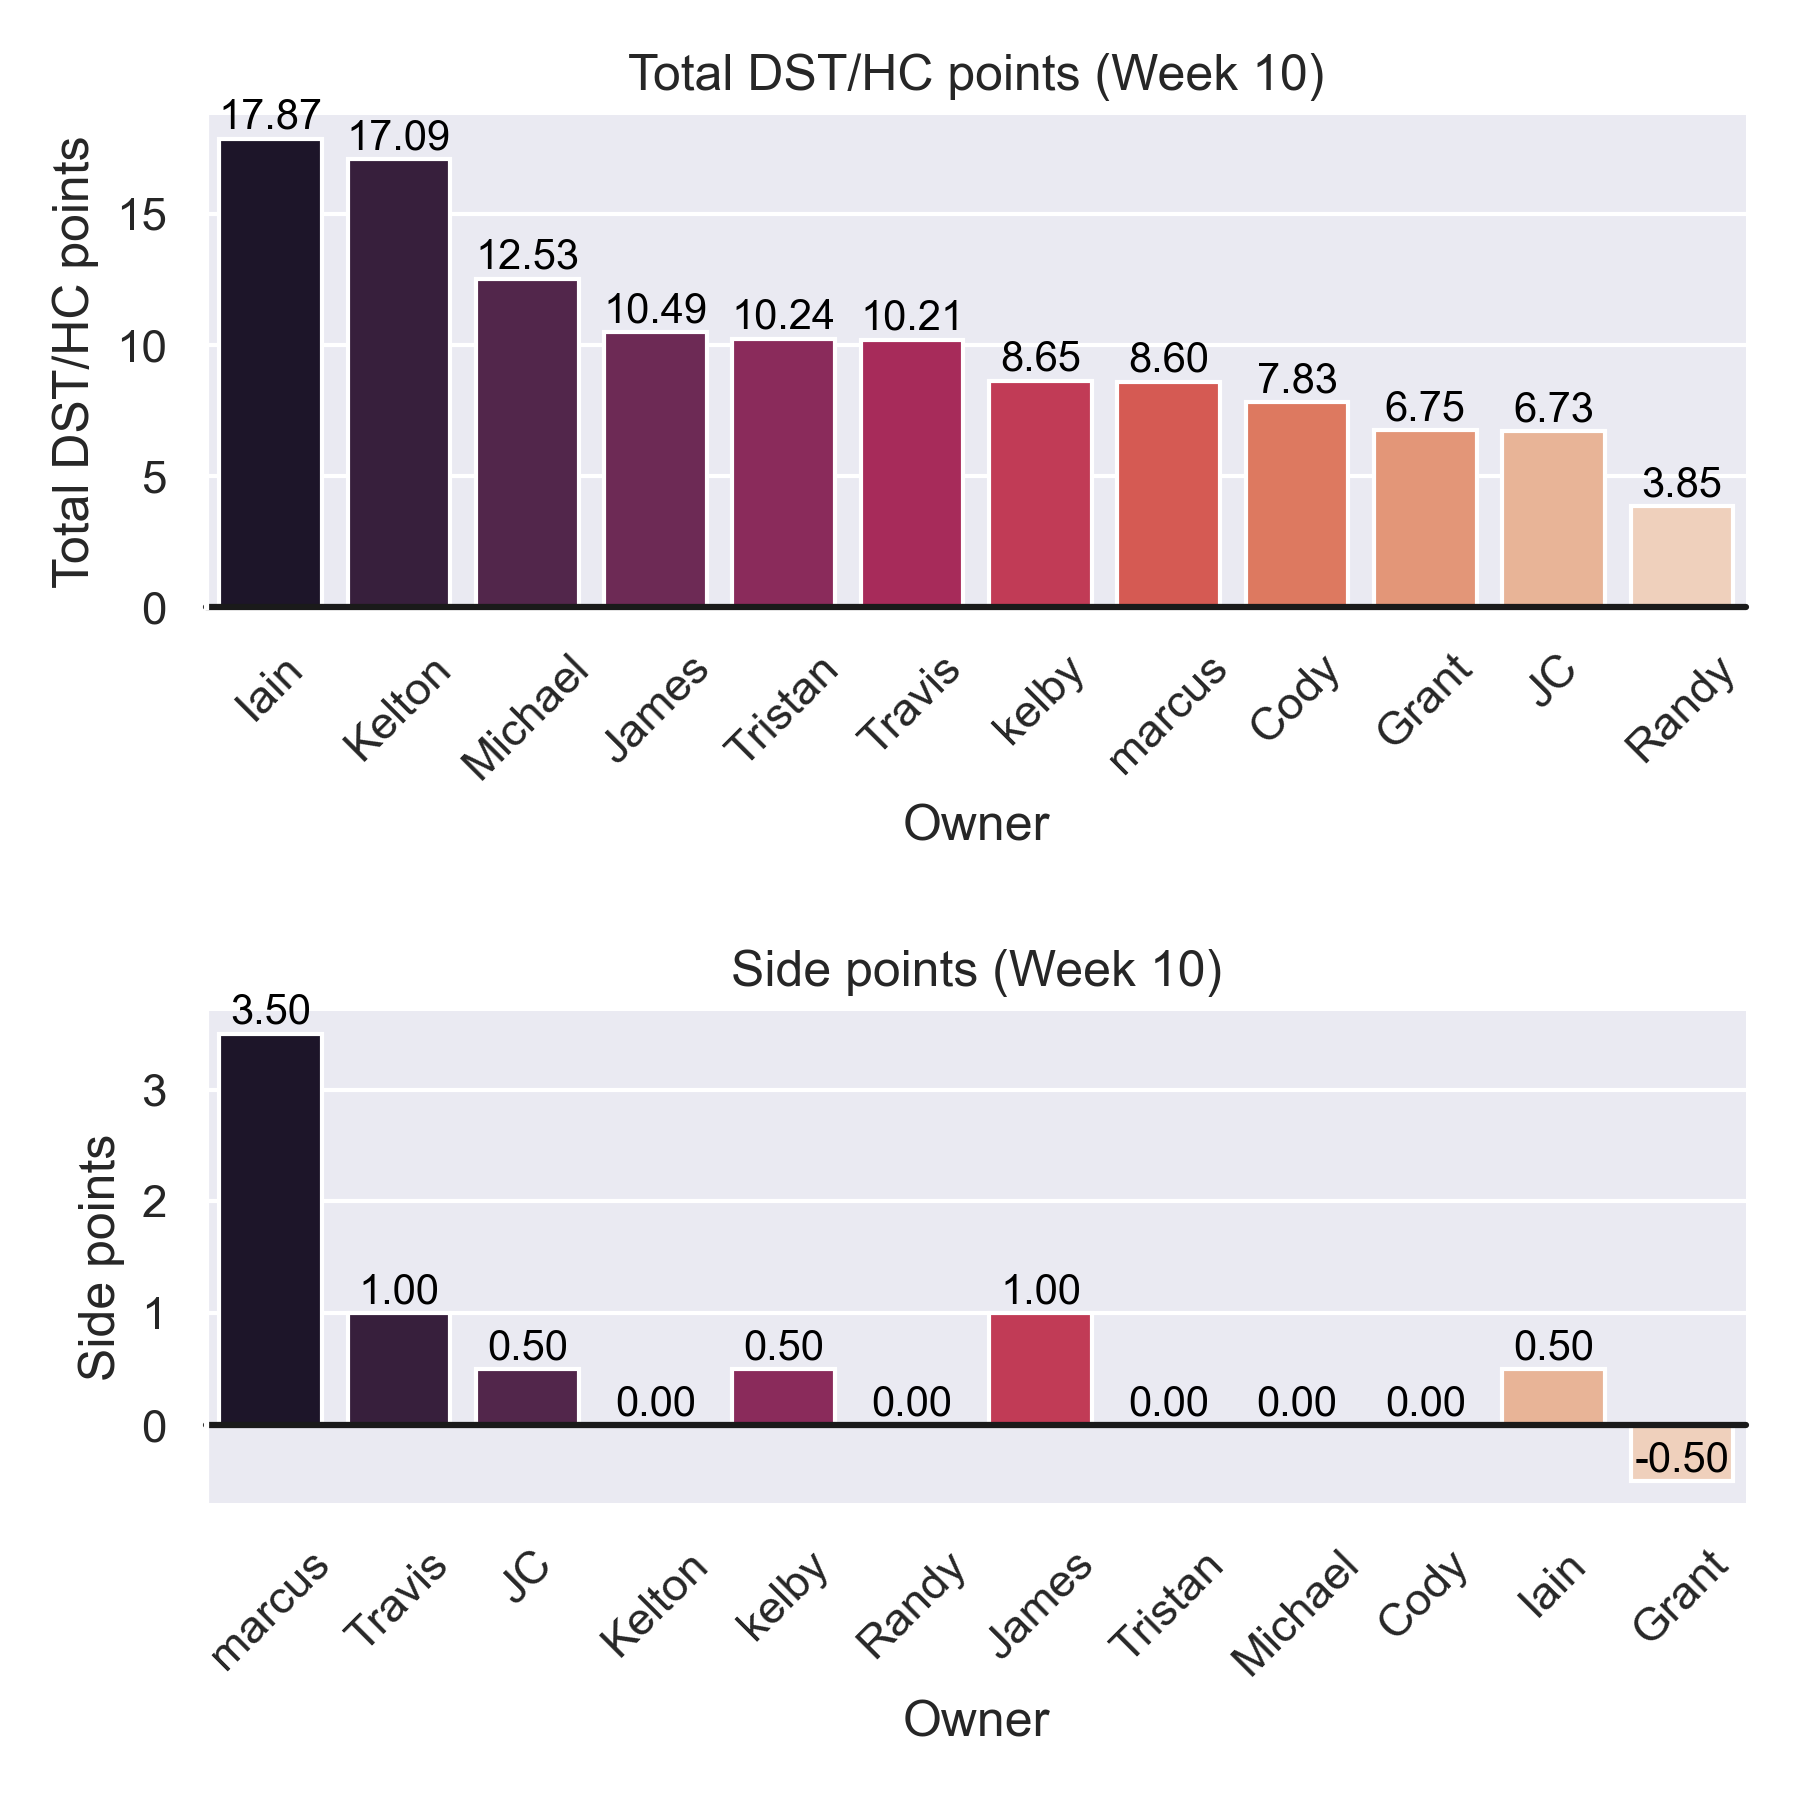 Total DST/HC points (Week 10)
17.87
17.09
12.53
10.49
10.24
10.21
8.65
8.60
7.83
6.75
6.73
3.85
Total DST/HC points
15
10
5
0
Iain
Kelton
Michael
James
Tristan
Travis
kelby
marcus
Cody
Grant
JC
Randy
Owner
Side points (Week 10)
3.50
1.00
0.50
0.00
0.50
0.00
1.00
0.00
0.00
0.00
0.50
-0.50
Side points
3
2
1
0
marcus
Travis
JC
Kelton
kelby
Randy
James
Tristan
Michael
Cody
Iain
Grant
Owner